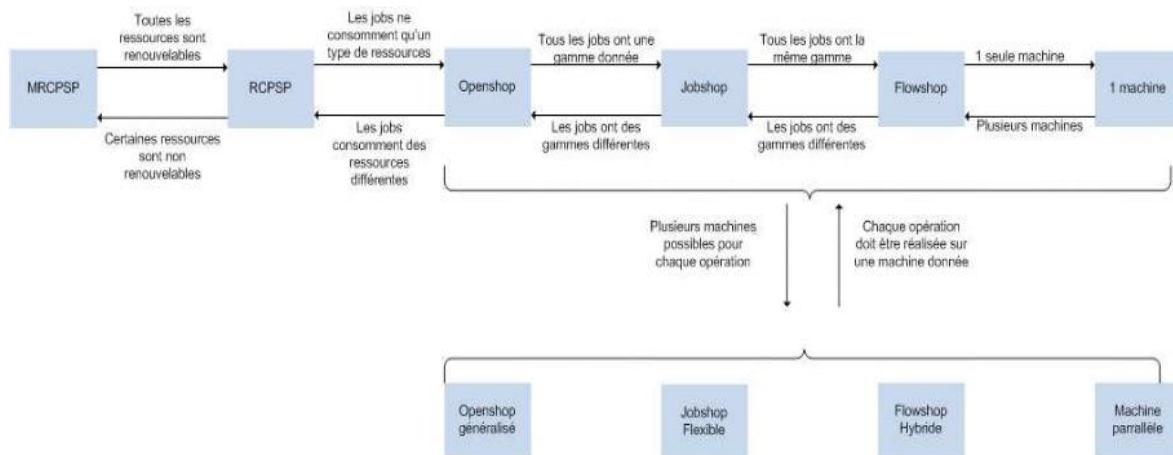 Toutes les
ressources sont
renouvelables
Les jobs ne
consomment qu'un
type de ressources
Tous les jobs ont une
gamme donnée
Tous les jobs ont la
même gamme
1 seule machine
MRCPSP
RCPSP
Openshop
Jobshop
Flowshop
1 machine
Certaines ressources
sont non
renouvelables
Les jobs
consomment des
ressources
différentes
Les jobs ont des
gammes différentes
Les jobs ont des
gammes différentes
Plusieurs machines
Plusieurs machines
possibles pour
chaque opération
Chaque opération
doit être réalisée sur
une machine donnée
Openshop
généralisé
Jobshop
Flexible
Flowshop
Hybride
Machine
parrallèle